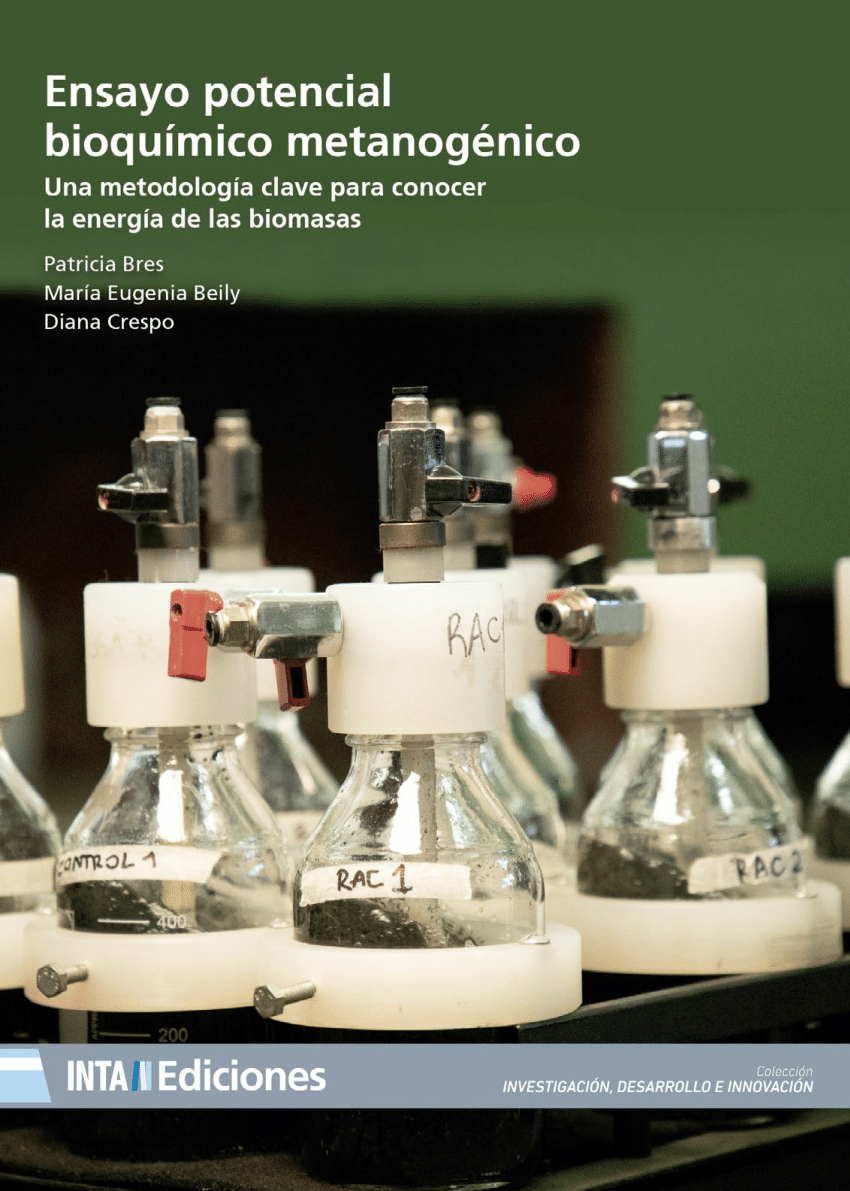 Ensayo potencial
bioquímico metanogénico
Una metodología clave para conocer
la energía de las biomasas
Patricia Bres
María Eugenia Beily
Diana Crespo
RAC
CONTROL 1
RAC 1
RAC 2
400
200
INTA Ediciones
Colección
INVESTIGACIÓN, DESARROLLO E INNOVACIÓN